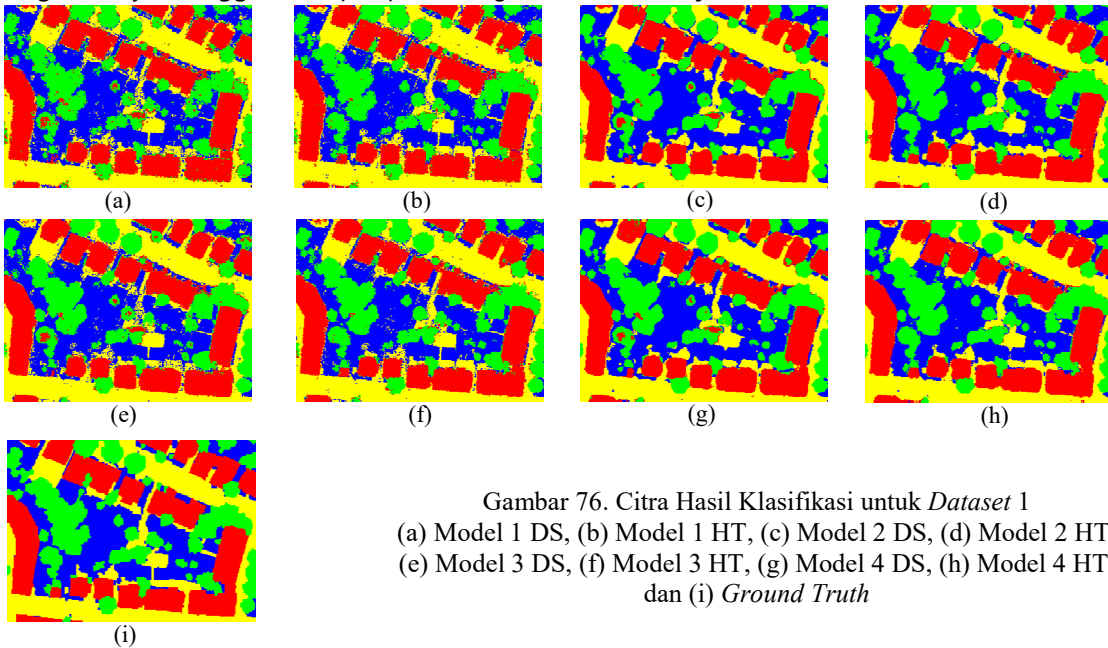 (a)
(b)
(c)
(d)
(e)
(f)
(g)
(h)
(i)
Gambar 76. Citra Hasil Klasifikasi untuk Dataset 1
(a) Model 1 DS, (b) Model 1 HT, (c) Model 2 DS, (d) Model 2 HT
(e) Model 3 DS, (f) Model 3 HT, (g) Model 4 DS, (h) Model 4 HT
dan (i) Ground Truth